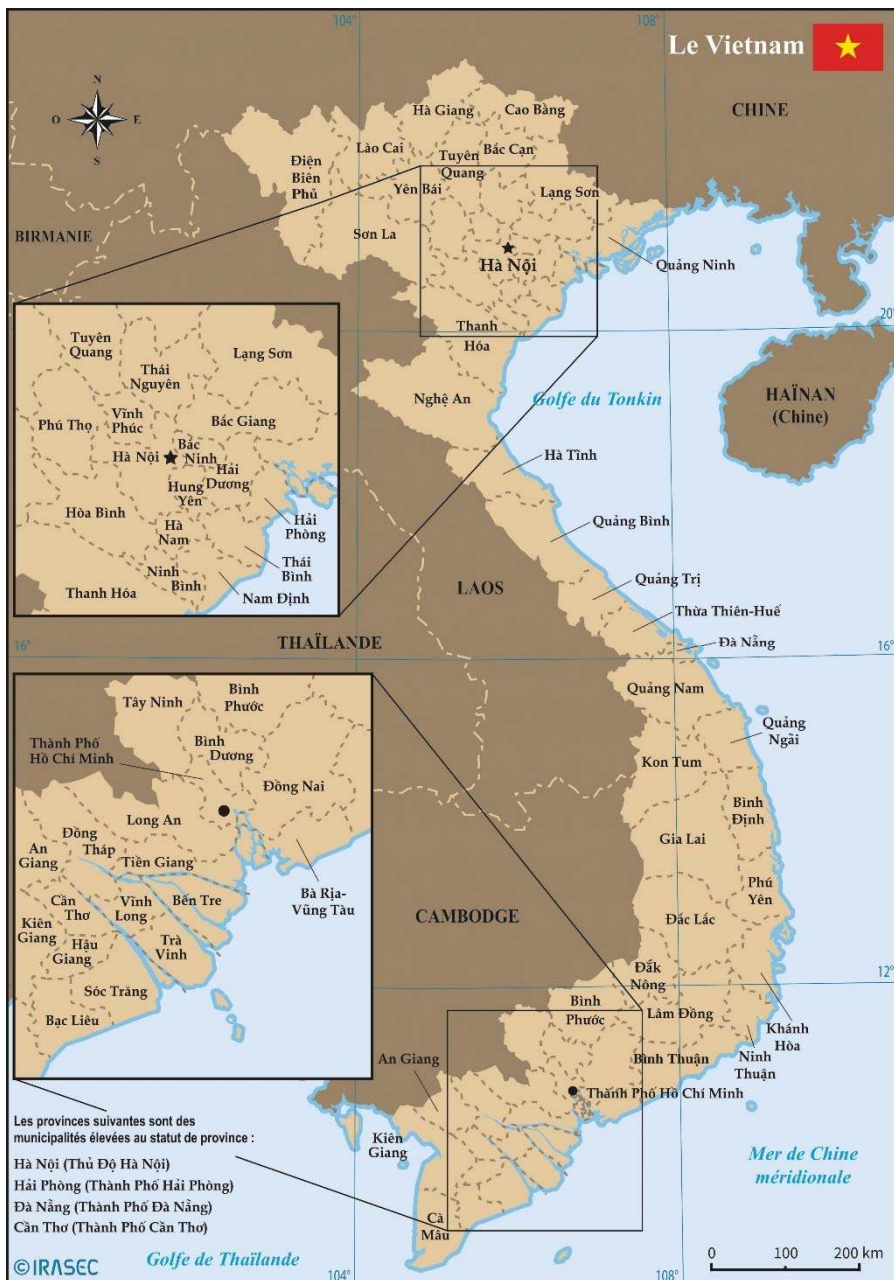 Le Vietnam
104°
108°
N
O
E
S
CHINE
Hà Giang
Cao Bằng
Lào Cai
Tuyên
Quang
Bắc Cạn
Điện
Biên
Phủ
Yên Bái
Lạng Sơn
BIRMANIE
Sơn La
Hà Nội
Quảng Ninh
Thanh
Hóa
20°
Nghệ An
Golfe du Tonkin
HAÏNAN
(Chine)
Tuyên
Quang
Thái
Nguyên
Lạng Sơn
Phú Thọ
Vĩnh
Phúc
Bắc Giang
Hà Nội
Bắc
Ninh
Hải
Dương
Hung
Yên
Hòa Bình
Hà
Nam
Hải
Phòng
Ninh
Bình
Thái
Bình
Thanh Hóa
Nam Định
Hà Tĩnh
Quảng Bình
LAOS
Quảng Trị
Thừa Thiên-Huế
THAÏLANDE
Đà Nẵng
16°
16°
Quảng Nam
Quảng
Ngãi
Kon Tum
Bình
Định
Gia Lai
Phú
Yên
CAMBODGE
Đắc Lắc
Đắk
Nông
12°
Bình
Phước
Lâm Đồng
Khánh
Hòa
Ninh
Thuận
Bình Thuận
An Giang
Thành Phố Hồ Chí Minh
Kiên
Giang
Cà
Mâu
Tây Ninh
Bình
Phước
Thành Phố
Hồ Chí Minh
Bình
Dương
Đồng Nai
Long An
Đồng
Tháp
An
Giang
Tiền Giang
Bà Rịa-
Vũng Tàu
Cần
Thơ
Vĩnh
Long
Bến Tre
Kiên
Giang
Hậu
Giang
Trà
Vinh
Sóc Trăng
Bạc Liêu
Les provinces suivantes sont des
municipalités élevées au statut de province :
Hà Nội (Thủ Độ Hà Nội)
Hải Phòng (Thành Phố Hải Phòng)
Đà Nẵng (Thành Phố Đà Nẵng)
Cần Thơ (Thành Phố Cần Thơ)
Mer de Chine
méridionale
Golfe de Thaïlande
© IRASEC
104°
108°
0 100 200 km